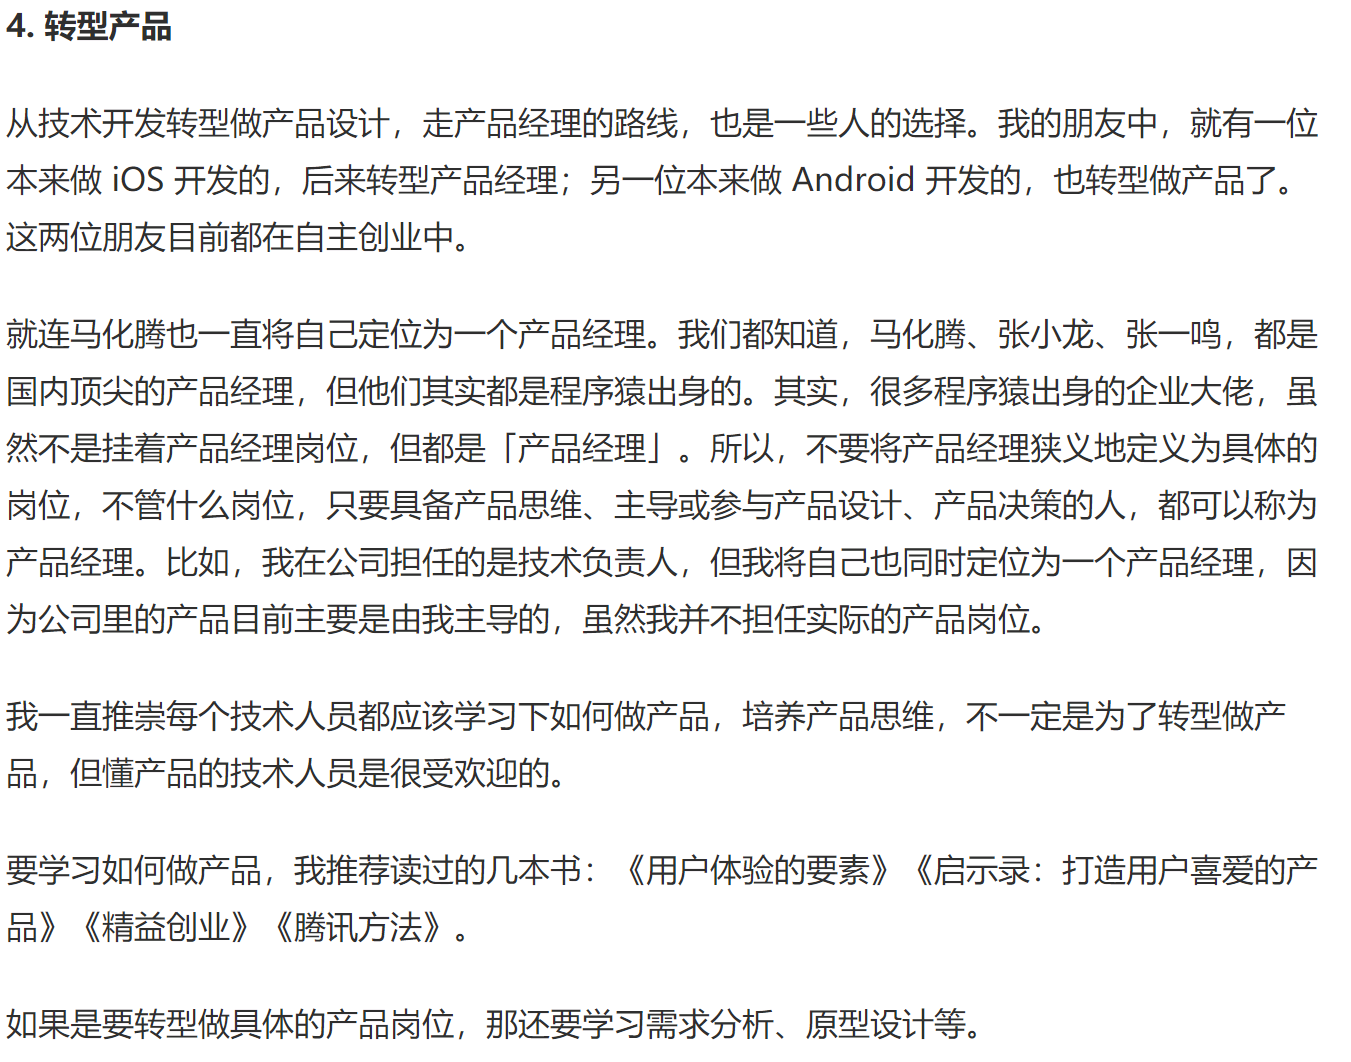 4. 转型产品
从技术开发转型做产品设计，走产品经理的路线，也是一些人的选择。我的朋友中，就有一位
本来做 iOS 开发的，后来转型产品经理；另一位本来做 Android 开发的，也转型做产品了。
这两位朋友目前都在自主创业中。
就连马化腾也一直将自己定位为一个产品经理。我们都知道，马化腾、张小龙、张一鸣，都是
国内顶尖的产品经理，但他们其实都是程序猿出身的。其实，很多程序猿出身的企业大佬，虽
然不是挂着产品经理岗位，但都是「产品经理」。所以，不要将产品经理狭义地定义为具体的
岗位，不管什么岗位，只要具备产品思维、主导或参与产品设计、产品决策的人，都可以称为
产品经理。比如，我在公司担任的是技术负责人，但我将自己也同时定位为一个产品经理，因
为公司里的产品目前主要是由我主导的，虽然我并不担任实际的产品岗位。
我一直推崇每个技术人员都应该学习下如何做产品，培养产品思维，不一定是为了转型做产
品，但懂产品的技术人员是很受欢迎的。
要学习如何做产品，我推荐读过的几本书：《用户体验的要素》《启示录：打造用户喜爱的产
品》《精益创业》《腾讯方法》。
如果是要转型做具体的产品岗位，那还要学习需求分析、原型设计等。